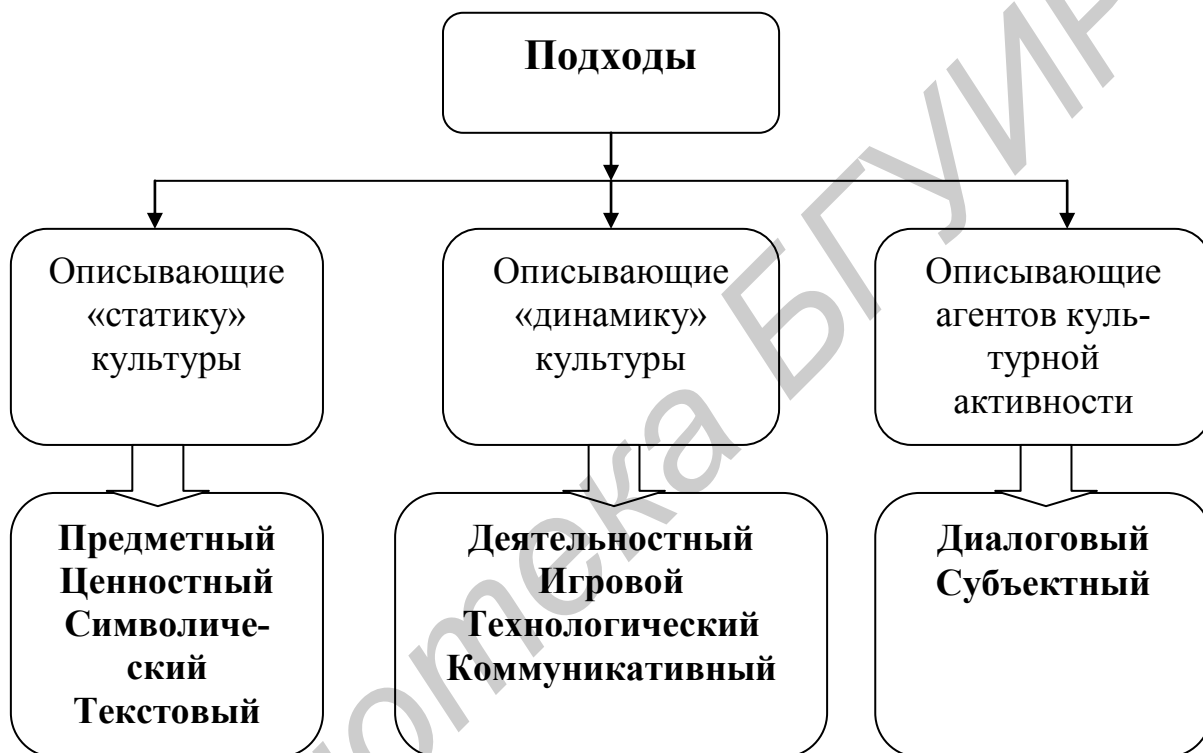 Подходы
Описывающие
«статику»
культуры
Описывающие
«динамику»
культуры
Описывающие
агентов куль-
турной
активности
Предметный
Ценностный
Символиче-
ский
Текстовый
Деятельностный
Игровой
Технологический
Коммуникативный
Диалоговый
Субъектный
БГУИР